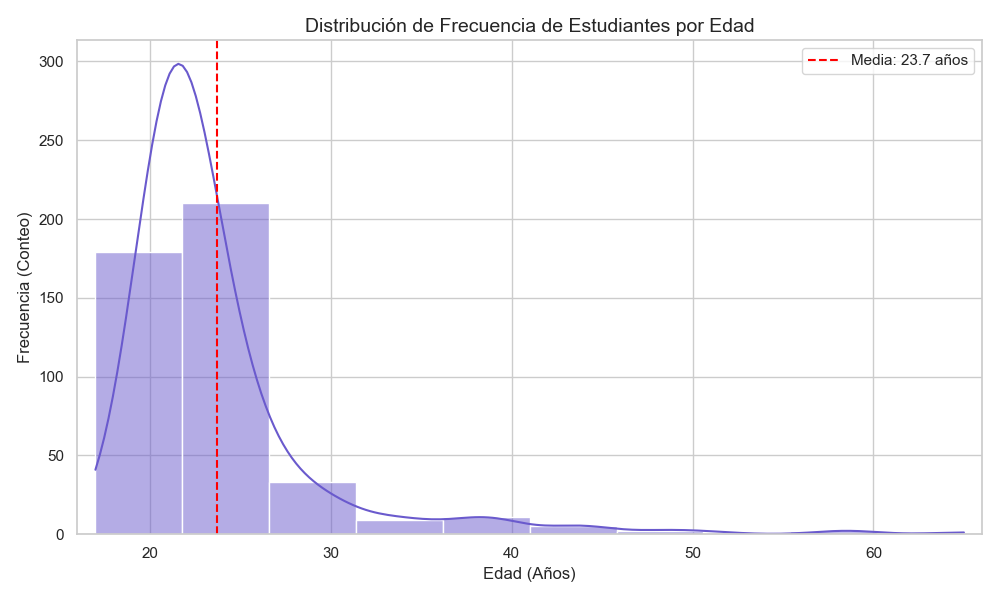 Distribución de Frecuencia de Estudiantes por Edad
Media: 23.7 años
Frecuencia (Conteo)
300
250
200
150
100
50
0
20 30 40 50 60
Edad (Años)